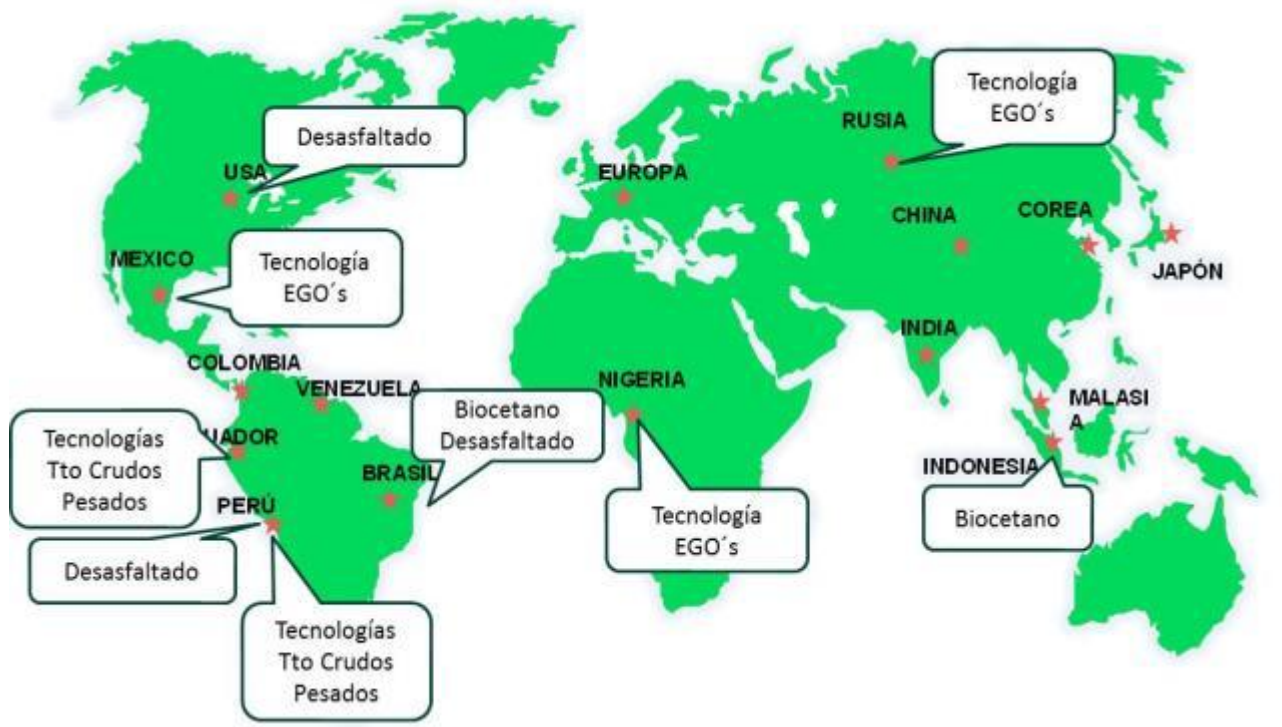 Desasfaltado
USA
Tecnología
EGO´s
RUSIA
EUROPA
CHINA
COREA
JAPÓN
MEXICO
Tecnología
EGO´s
INDIA
COLOMBIA
VENEZUELA
NIGERIA
MALASI
A
Biocetano
Desasfaltado
Tecnologías
Tto Crudos
Pesados
UADOR
BRASIL
INDONESIA
PERÚ
Tecnología
EGO´s
Biocetano
Desasfaltado
Tecnologías
Tto Crudos
Pesados